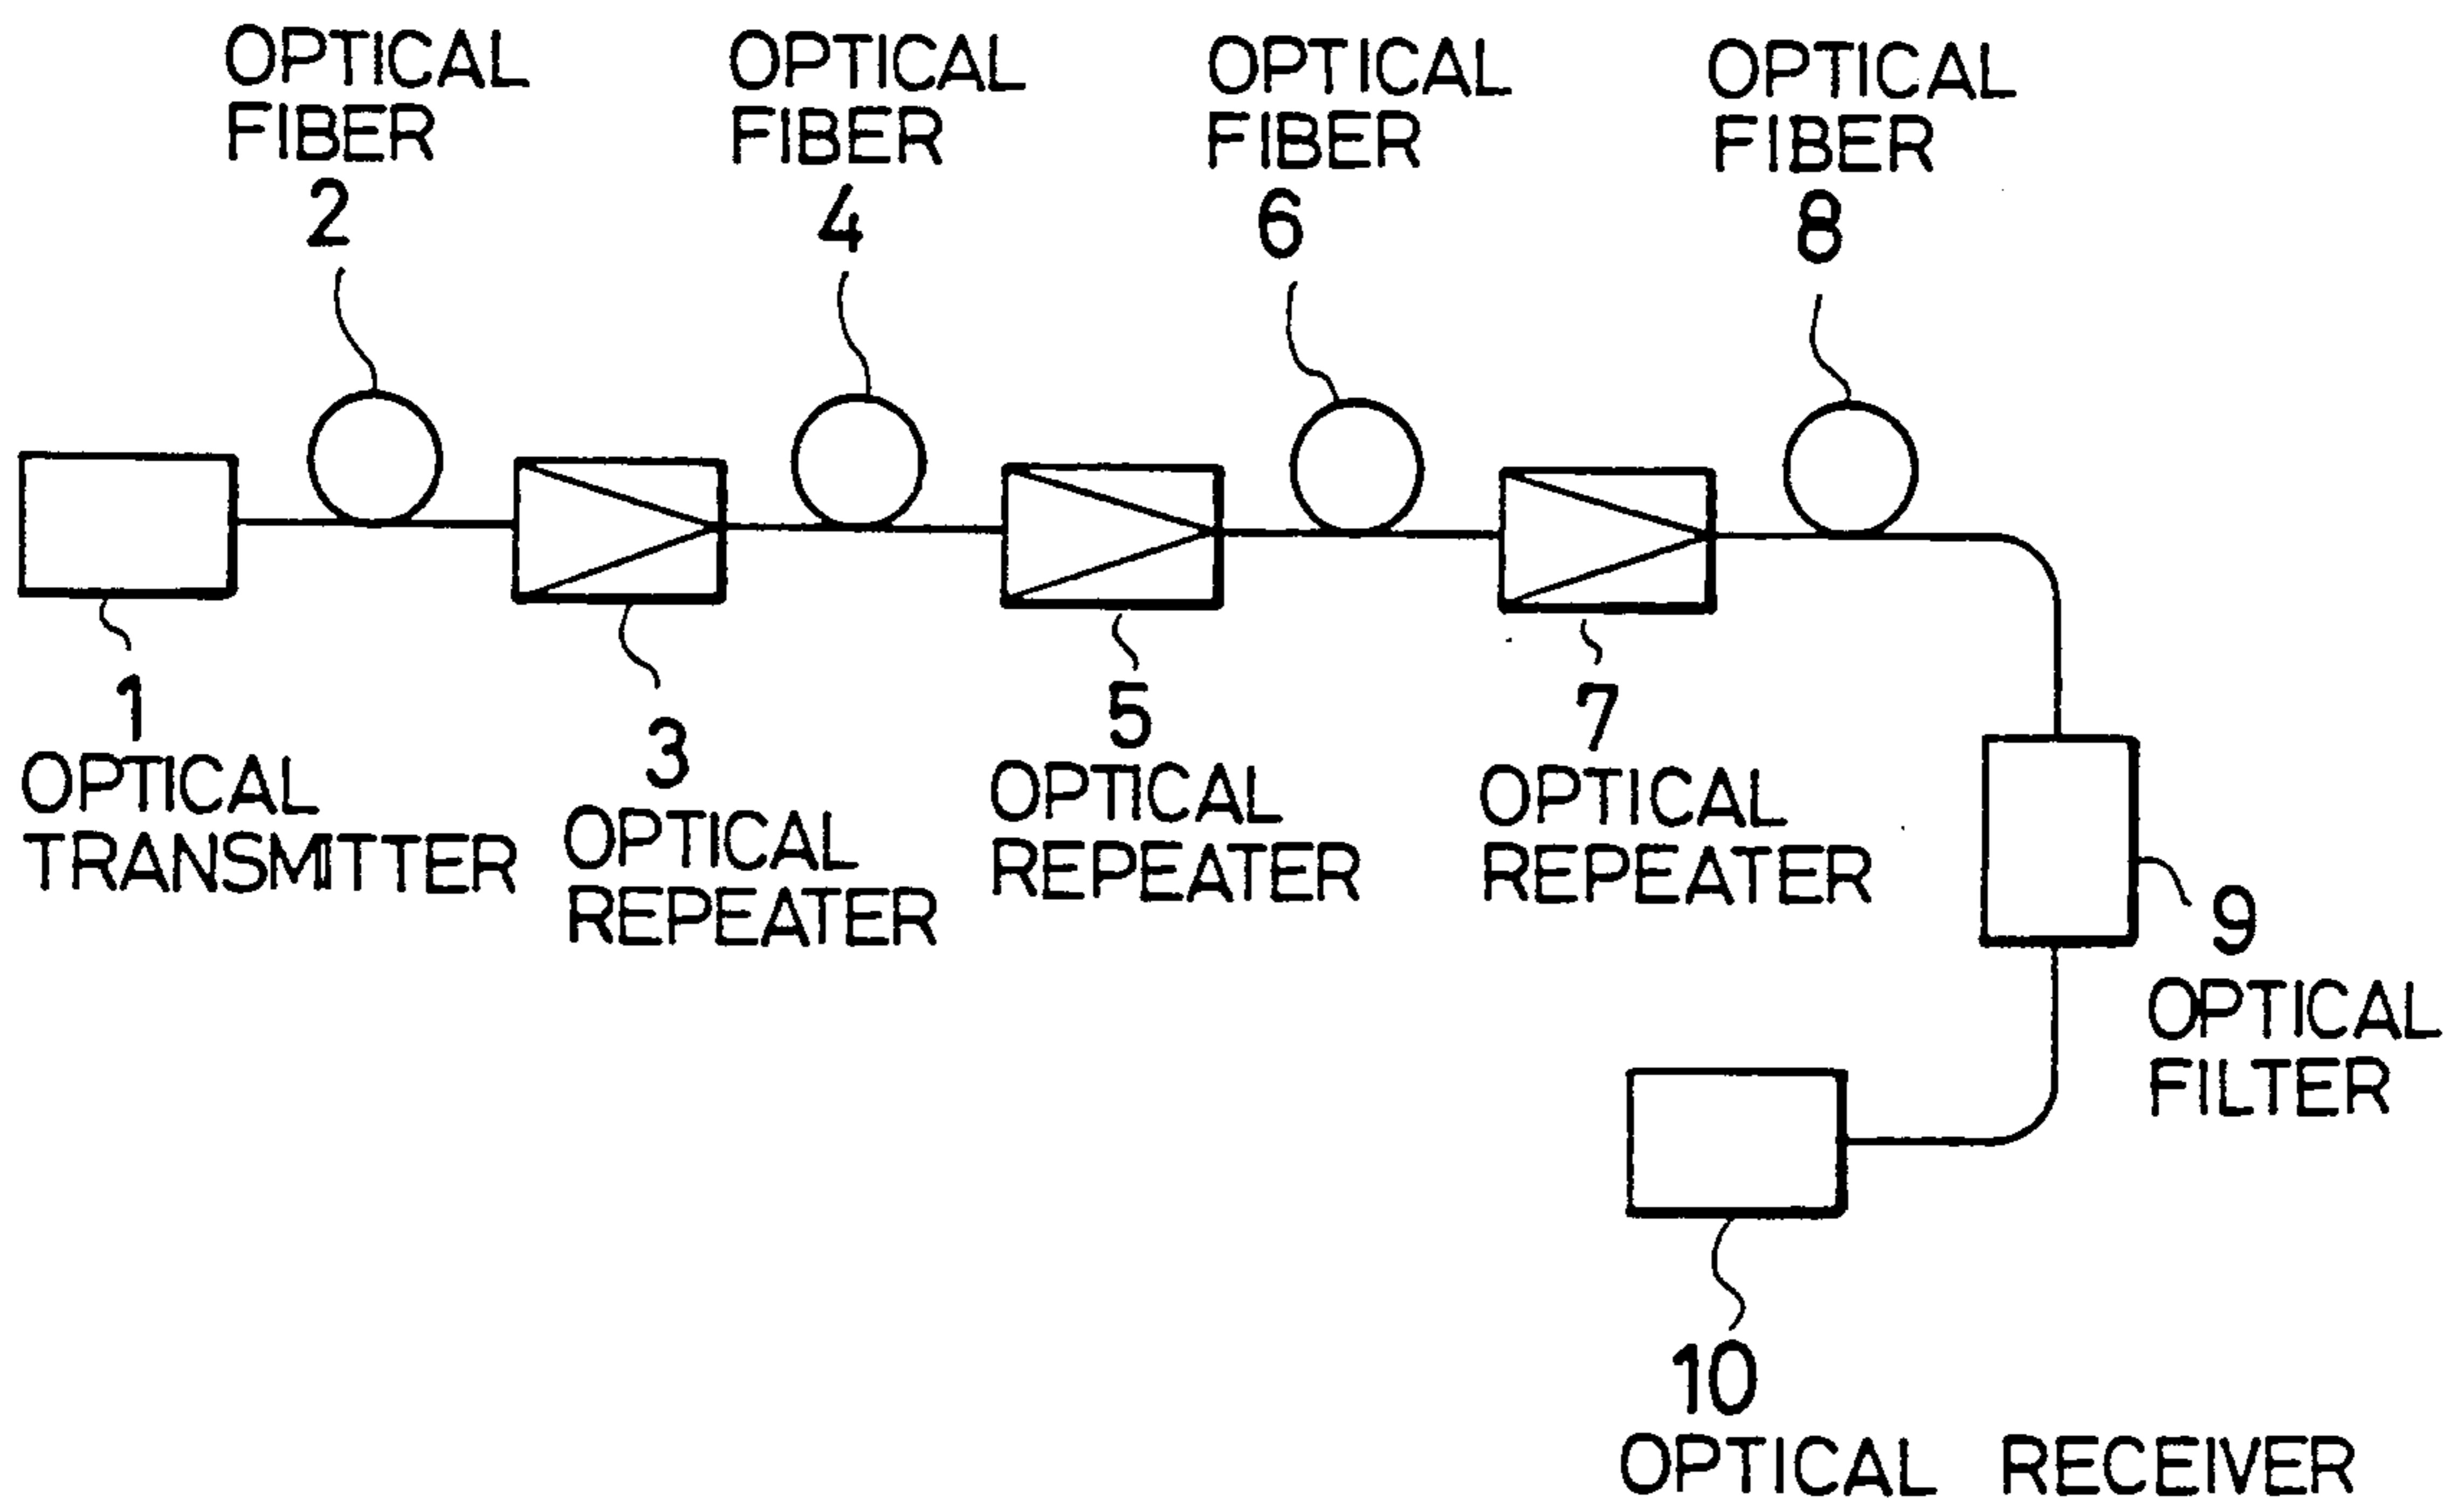 OPTICAL
FIBER
2
OPTICAL
FIBER
4
OPTICAL
FIBER
6
OPTICAL
FIBER
8
1
OPTICAL
TRANSMITTER
3
OPTICAL
REPEATER
5
OPTICAL
REPEATER
7
OPTICAL
REPEATER
9
OPTICAL
FILTER
10
OPTICAL RECEIVER